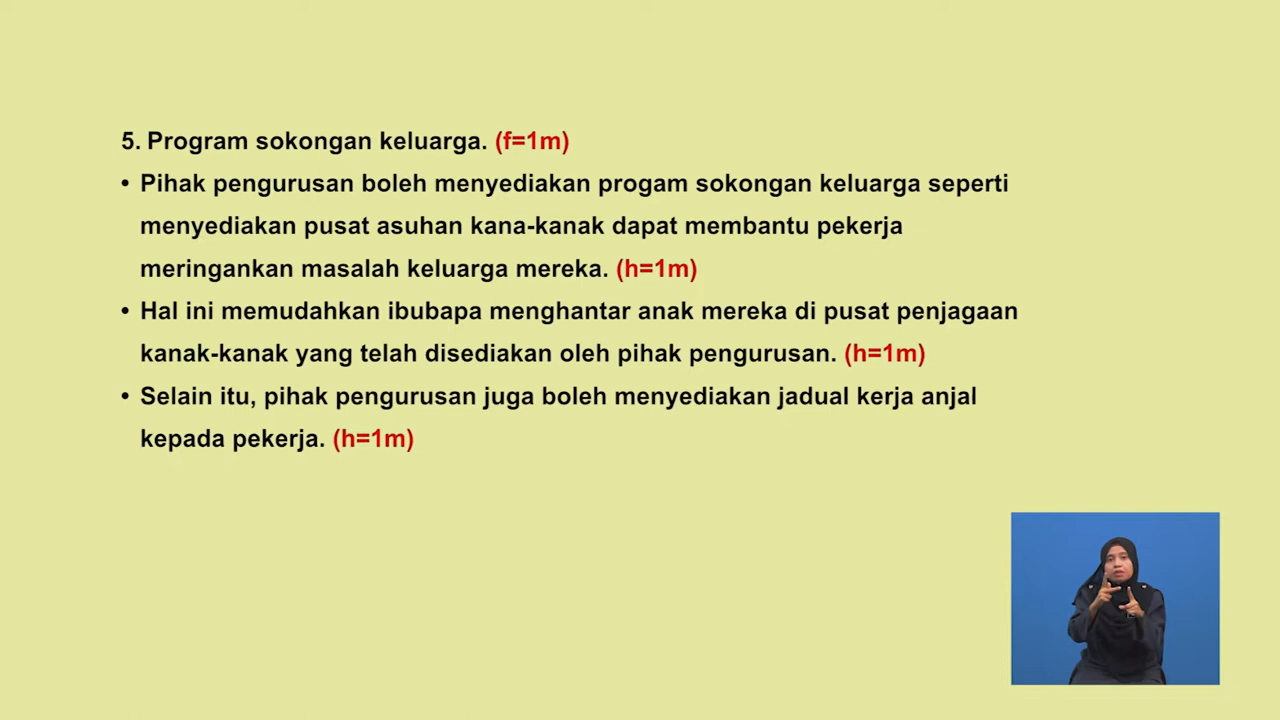 5. Program sokongan keluarga. (f=1m)
• Pihak pengurusan boleh menyediakan progam sokongan keluarga seperti
menyediakan pusat asuhan kana-kanak dapat membantu pekerja
meringankan masalah keluarga mereka. (h=1m)
• Hal ini memudahkan ibubapa menghantar anak mereka di pusat penjagaan
kanak-kanak yang telah disediakan oleh pihak pengurusan. (h=1m)
• Selain itu, pihak pengurusan juga boleh menyediakan jadual kerja anjal
kepada pekerja. (h=1m)